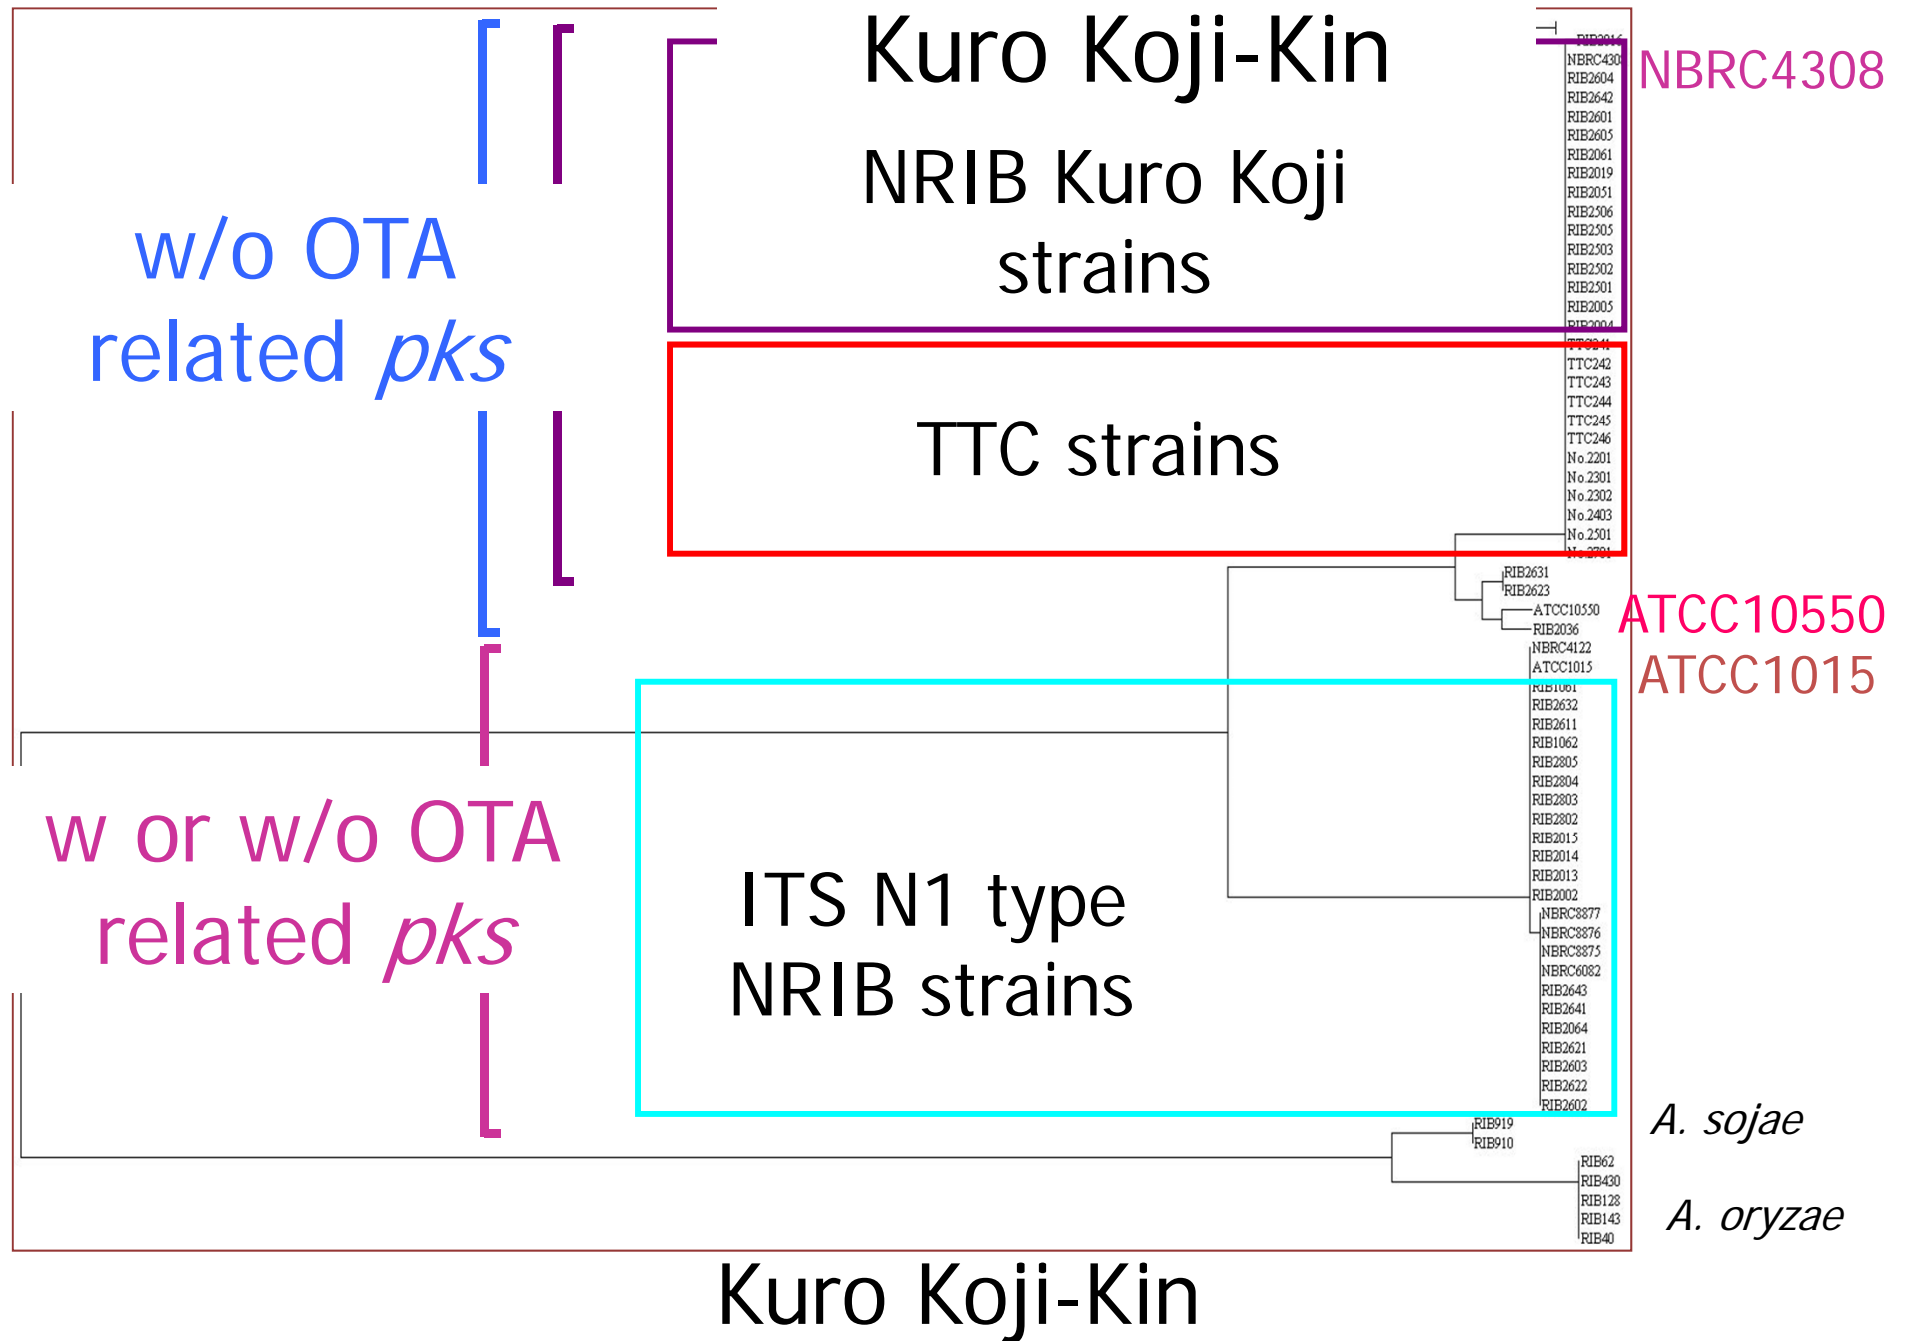 Kuro Koji-Kin
NRIB Kuro Koji
strains
w/o OTA
related pks
TTC strains
w or w/o OTA
related pks
ITS N1 type
NRIB strains
Kuro Koji-Kin
NBRC4308
ATCC10550
ATCC1015
A. sojae
A. oryzae
RIB2604
RIB2642
RIB2601
RIB2605
RIB2061
RIB2019
RIB2051
RIB2506
RIB2505
RIB2503
RIB2502
RIB2501
RIB2005
RIB2004
TTC241
TTC242
TTC243
TTC244
TTC245
TTC246
No.2201
No.2301
No.2302
No.2403
No.2501
RIB2631
RIB2623
ATCC10550
RIB2036
NBRC4122
ATCC1015
RIB1061
RIB2632
RIB2611
RIB1062
RIB2805
RIB2804
RIB2803
RIB2802
RIB2015
RIB2014
RIB2013
RIB2002
NBRC8877
NBRC8876
NBRC8875
NBRC6082
RIB2643
RIB2641
RIB2064
RIB2621
RIB2603
RIB2622
RIB2602
RIB919
RIB910
RIB62
RIB430
RIB128
RIB143
RIB40